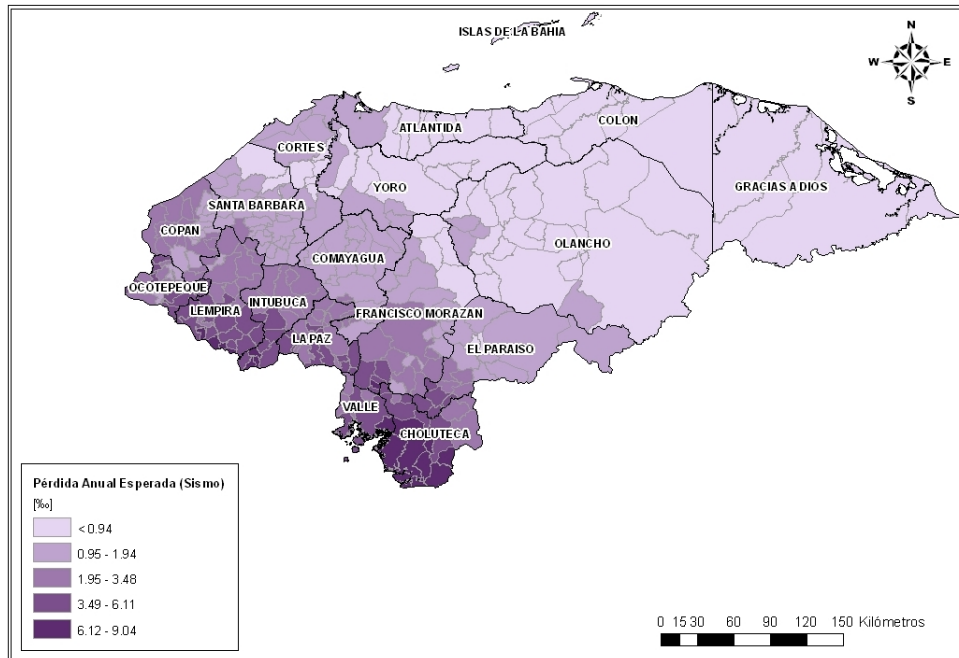 ISLAS DE LA BAHIA
N
W E
S
COLON
ATLANTIDA
CORTES
YORO
GRACIAS A DIOS
SANTA BARBARA
COPAN
OLANCHO
COMAYAGUA
OCOTEPEQUE
INTUBUCA
LEMPIRA
FRANCISCO MORAZAN
LA PAZ
EL PARAISO
VALLE
CHOLUTECA
Pérdida Anual Esperada (Sismo)
[‰]
< 0.94
0.95 - 1.94
1.95 - 3.48
3.49 - 6.11
6.12 - 9.04
0 15 30 60 90 120 150 Kilómetros